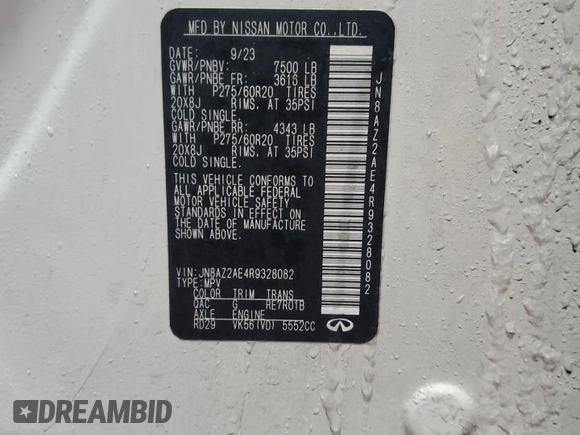 MFD BY NISSAN MOTOR CO.,LTD.
DATE: 9/23
GVWR/PNBV: 7500 LB
GAWR/PNBE FR: 3616 LB
WITH P275/60R20 TIRES
20X8J RIMS, AT 35PSI
COLD SINGLE.
GAWR/PNBE RR: 4343 LB
WITH P275/60R20 TIRES
20X8J RIMS, AT 35PSI
COLD SINGLE.
THIS VEHICLE CONFORMS TO
ALL APPLICABLE FEDERAL
MOTOR VEHICLE SAFETY
STANDARDS IN EFFECT ON
THE DATE OF MANUFACTURE
SHOWN ABOVE.
VIN:JN8AZ2AE4R9328082
TYPE:MPV
COLOR TRIM TRANS
QAC G RE7R01B
AXLE ENGINE
RD29 VK56(VD) 5552CC
JN8AZ2AE4R9328082
DREAMBID